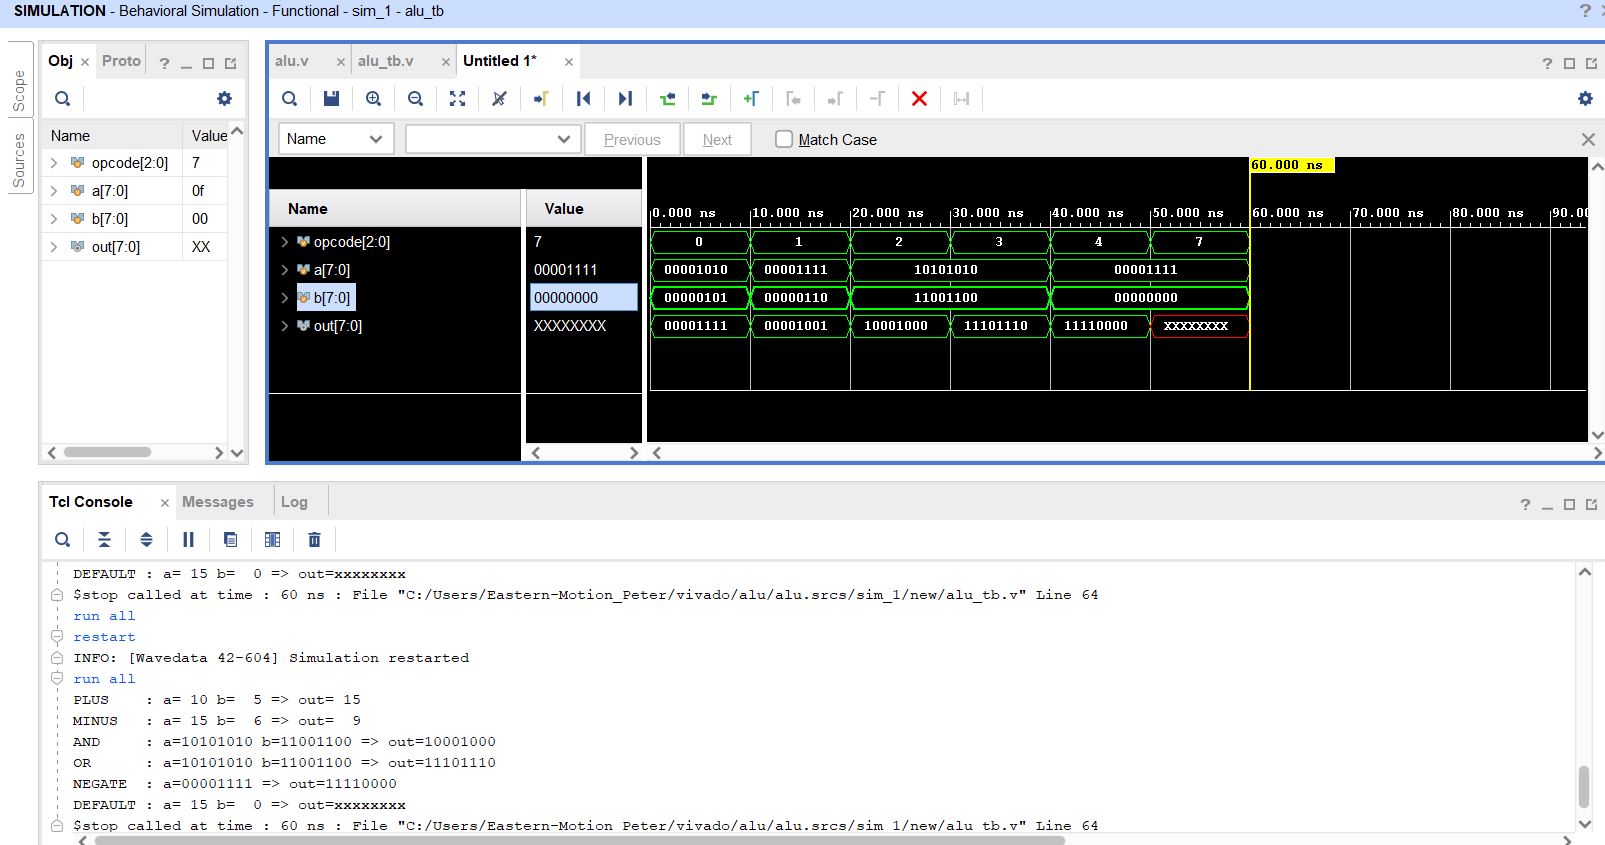 SIMULATION - Behavioral Simulation - Functional - sim_1 - alu_tb ?
Scope
Sources
Obj × Proto ?
Name Value
opcode[2:0] 7
a[7:0] 0f
b[7:0] 00
out[7:0] XX
alu.v × alu_tb.v × Untitled 1* × ?
Name Previous Next Match Case
60.000 ns
Name Value 0.000 ns 10.000 ns 20.000 ns 30.000 ns 40.000 ns 50.000 ns 60.000 ns 70.000 ns 80.000 ns 90.00
opcode[2:0] 7 0 1 2 3 4 7
a[7:0] 00001111 00001010 00001111 10101010 00001111
b[7:0] 00000000 00000101 00000110 11001100 00000000
out[7:0] XXXXXXXX 00001111 00001001 10001000 11101110 11110000 XXXXXXXX
Tcl Console × Messages Log ?
DEFAULT : a= 15 b=  0 => out=xxxxxxxx
$stop called at time : 60 ns : File "C:/Users/Eastern-Motion_Peter/vivado/alu/alu.srcs/sim_1/new/alu_tb.v" Line 64
run all
restart
INFO: [Wavedata 42-604] Simulation restarted
run all
PLUS    : a= 10 b=  5 => out= 15
MINUS   : a= 15 b=  6 => out=  9
AND     : a=10101010 b=11001100 => out=10001000
OR      : a=10101010 b=11001100 => out=11101110
NEGATE  : a=00001111 => out=11110000
DEFAULT : a= 15 b=  0 => out=xxxxxxxx
$stop called at time : 60 ns : File "C:/Users/Eastern-Motion_Peter/vivado/alu/alu.srcs/sim_1/new/alu_tb.v" Line 64